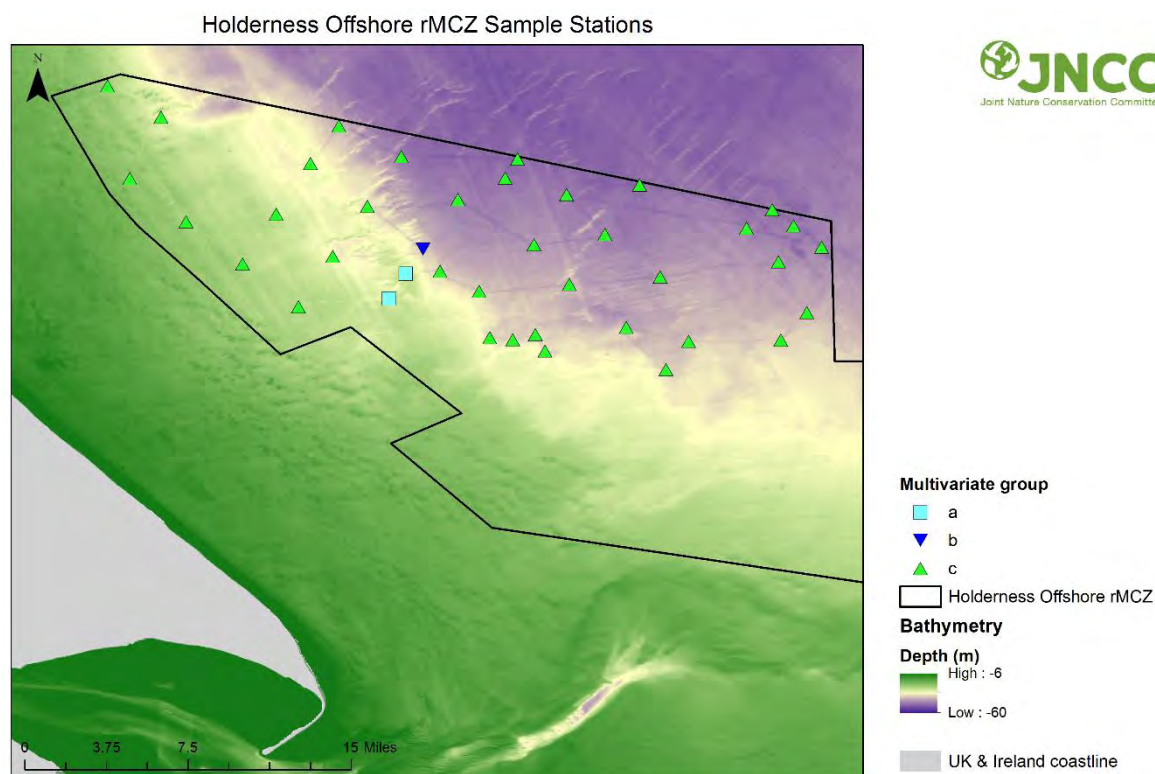 Holderness Offshore rMCZ Sample Stations
N
JNCC
Joint Nature Conservation Committe
Multivariate group
a
b
c
Holderness Offshore rMCZ
Bathymetry
Depth (m)
High : -6
Low : -60
UK & Ireland coastline
0 3.75 7.5 15 Miles